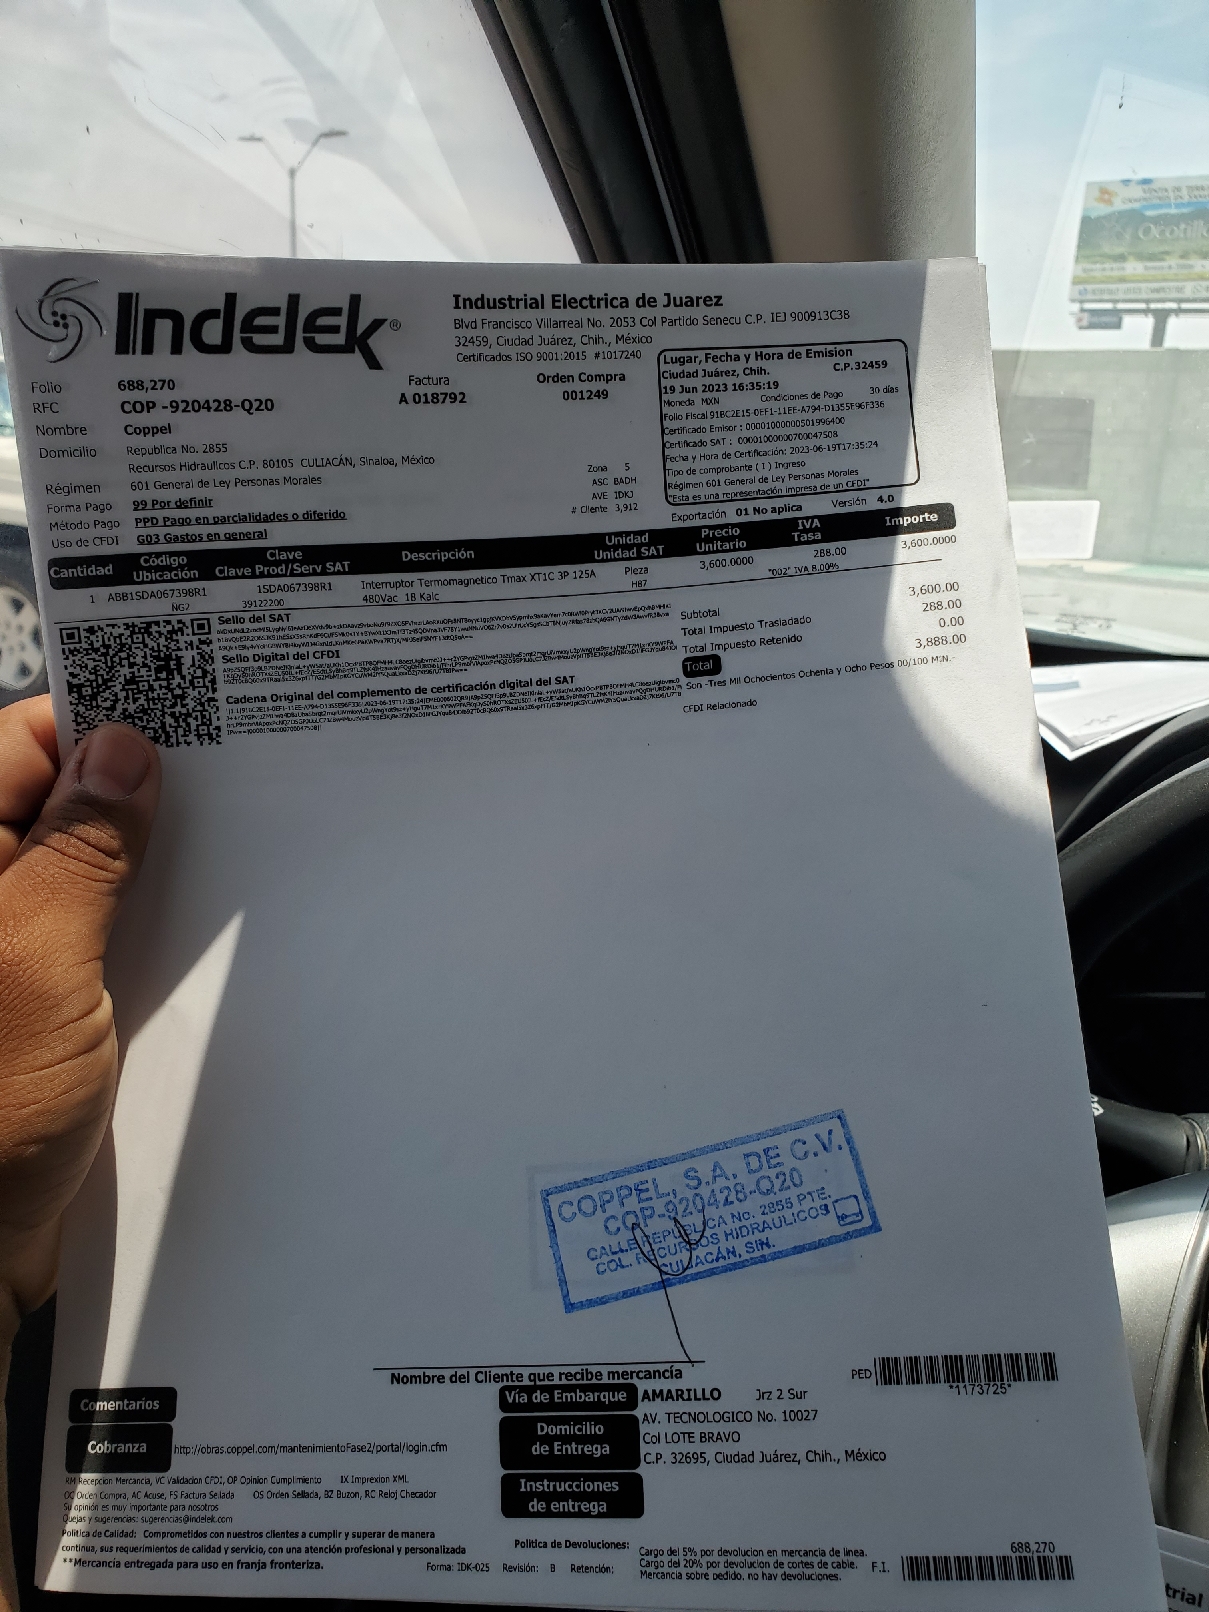 Ocotillo
Indelek®
Industrial Electrica de Juarez
Blvd Francisco Villarreal No. 2053 Col Partido Senecu C.P. IEJ 900913C38
32459, Ciudad Juárez, Chih., México
Certificados ISO 9001:2015 #1017240
Folio 688,270
Factura
A 018792
Orden Compra
001249
RFC COP -920428-Q20
Nombre Coppel
Domicilio Republica No. 2855
Recursos Hidraulicos C.P. 80105 CULIACÁN, Sinaloa, México
Régimen 601 General de Ley Personas Morales
Forma Pago 99 Por definir
Método Pago PPD Pago en parcialidades o diferido
Uso de CFDI G03 Gastos en general
Zona 5
ASC BADH
AVE IDKJ
# Cliente 3,912
Lugar, Fecha y Hora de Emision
Ciudad Juárez, Chih. C.P.32459
19 Jun 2023 16:35:19
Moneda MXN Condiciones de Pago 30 días
Folio Fiscal 91BC2E15-0EF1-11EE-A794-D1355E96F336
Certificado Emisor : 00001000000501996400
Certificado SAT : 00001000000700047508
Fecha y Hora de Certificación: 2023-06-19T17:35:24
Tipo de comprobante ( I ) Ingreso
Régimen 601 General de Ley Personas Morales
"Esta es una representación impresa de un CFDI"
Exportación 01 No aplica Versión 4.0
Cantidad Código Ubicación Clave Clave Prod/Serv SAT Descripción Unidad Unidad SAT Precio Unitario IVA Tasa Importe
1 ABB1SDA067398R1 1SDA067398R1 Interruptor Termomagnetico Tmax XT1C 3P 125A Pieza 3,600.0000 288.00 3,600.0000
NG7 39122200 480Vac 18 Kalc H87 "002" IVA 8.00%
Sello del SAT
Sello Digital del CFDI
Cadena Original del complemento de certificación digital del SAT
Subtotal 3,600.00
Total Impuesto Trasladado 288.00
Total Impuesto Retenido 0.00
Total 3,888.00
Son -Tres Mil Ochocientos Ochenta y Ocho Pesos 00/100 M.N.
CFDI Relacionado
COPPEL, S.A. DE C.V.
COP-920428-Q20
CALLE REPUBLICA No. 2855 PTE.
COL. RECURSOS HIDRAULICOS
CULIACÁN, SIN.
Nombre del Cliente que recibe mercancía
PED *1173725*
Comentarios
Vía de Embarque AMARILLO Jrz 2 Sur
Cobranza http://obras.coppel.com/mantenimientoFase2/portal/login.cfm
Domicilio de Entrega
AV. TECNOLOGICO No. 10027
Col LOTE BRAVO
C.P. 32695, Ciudad Juárez, Chih., México
Instrucciones de entrega
RM Recepcion Mercancia, VC Validacion CFDI, OP Opinion Cumplimiento IX Imprexion XML
OC Orden Compra, AC Acuse, FS Factura Sellada OS Orden Sellada, BZ Buzon, RC Reloj Checador
Su opinión es muy importante para nosotros
Quejas y sugerencias: sugerencias@indelek.com
Politica de Calidad: Comprometidos con nuestros clientes a cumplir y superar de manera
continua, sus requerimientos de calidad y servicio, con una atención profesional y personalizada
**Mercancia entregada para uso en franja fronteriza.
Forma: IDK-025 Revisión: B Retención:
Politica de Devoluciones:
Cargo del 5% por devolucion en mercancia de linea.
Cargo del 20% por devolucion de cortes de cable.
Mercancia sobre pedido. no hay devoluciones.
F.I. 688,270